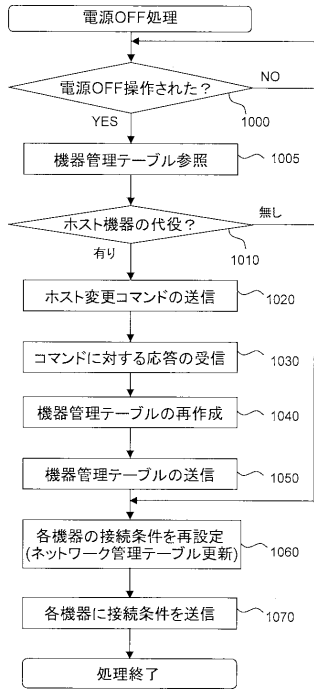 電源OFF処理
電源OFF操作された?
NO
1000
YES
機器管理テーブル参照
1005
ホスト機器の代役?
無し
1010
有り
ホスト変更コマンドの送信
1020
コマンドに対する応答の受信
1030
機器管理テーブルの再作成
1040
機器管理テーブルの送信
1050
各機器の接続条件を再設定
(ネットワーク管理テーブル更新)
1060
各機器に接続条件を送信
1070
処理終了